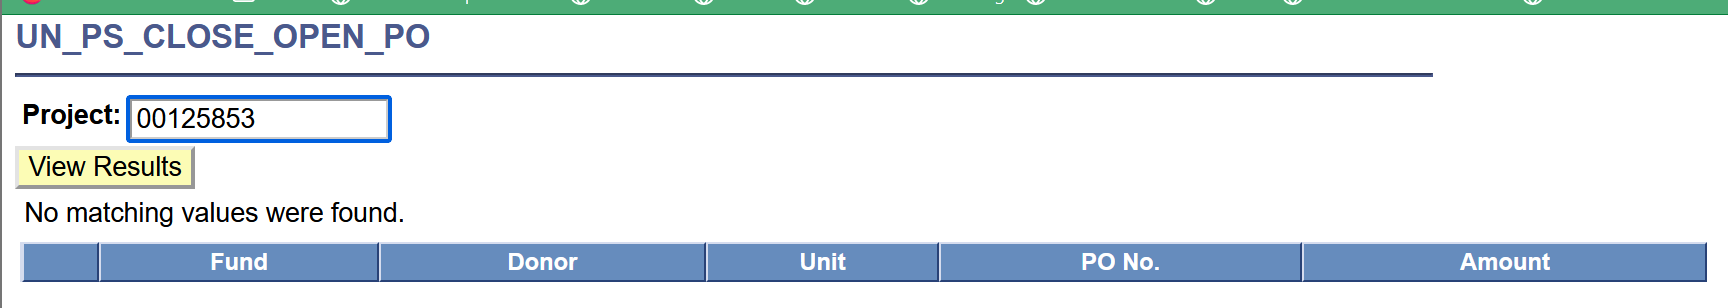 UN_PS_CLOSE_OPEN_PO
Project: 00125853
View Results
No matching values were found.
Fund Donor Unit PO No. Amount